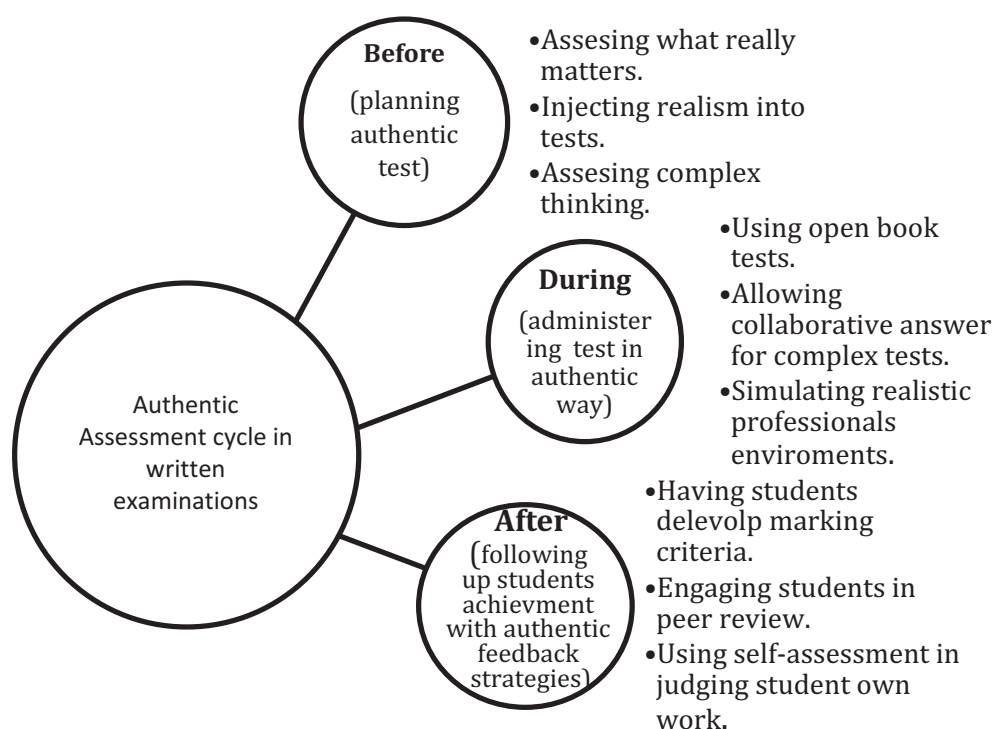 Before
(planning
authentic
test)
•Assesing what really
matters.
•Injecting realism into
tests.
•Assesing complex
thinking.
During
(administer
ing test in
authentic
way)
•Using open book
tests.
•Allowing
collaborative answer
for complex tests.
•Simulating realistic
professionals
enviroments.
Authentic
Assessment cycle in
written
examinations
After
(following
up students
achievment
with authentic
feedback
strategies)
•Having students
delevolp marking
criteria.
•Engaging students in
peer review.
•Using self-assessment in
judging student own
work.